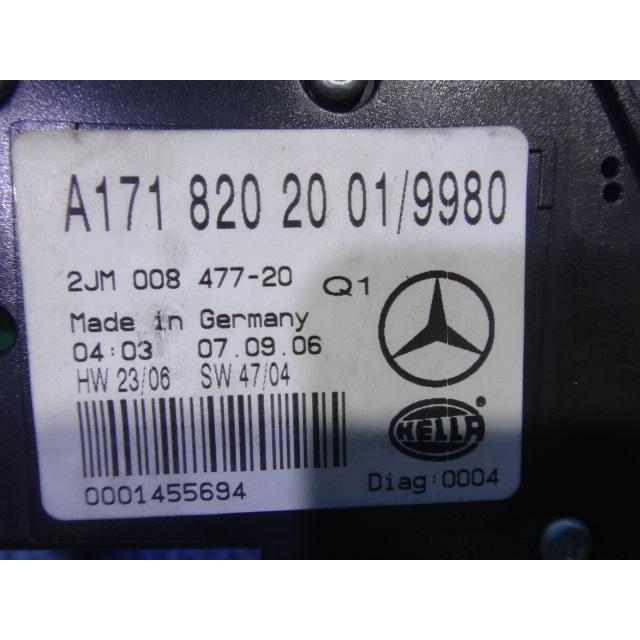 A171 820 20 01/9980
2JM 008 477-20 Q1
Made in Germany
04:03 07.09.06
HW 23/06 SW 47/04
HELLA ®
0001455694
Diag:0004